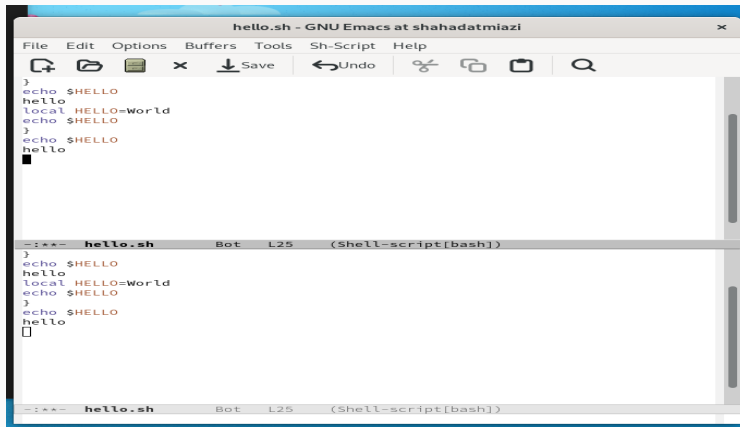 hello.sh - GNU Emacs at shahadatmiazi ×
File Edit Options Buffers Tools Sh-Script Help
Save Undo
}
echo $HELLO
hello
local HELLO=World
echo $HELLO
}
echo $HELLO
hello
-:**- hello.sh Bot L25 (Shell-script[bash])
}
echo $HELLO
hello
local HELLO=World
echo $HELLO
}
echo $HELLO
hello
-:**- hello.sh Bot L25 (Shell-script[bash])